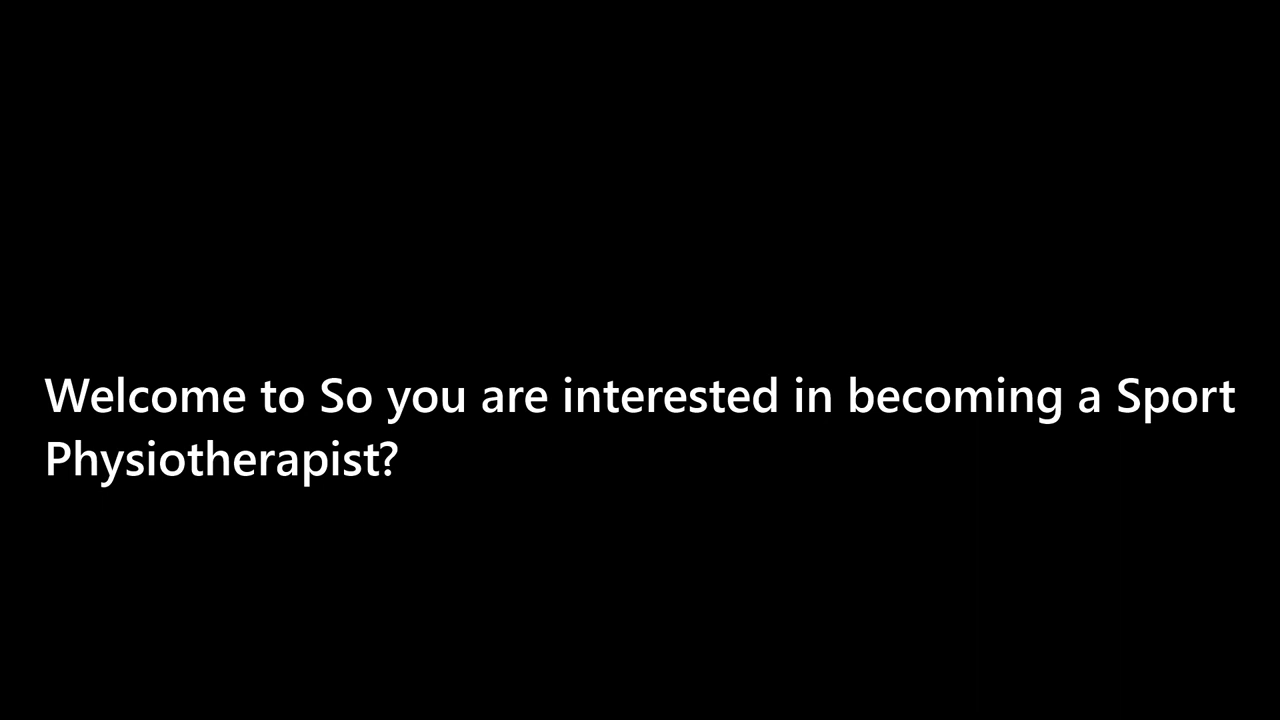 Welcome to So you are interested in becoming a Sport
Physiotherapist?